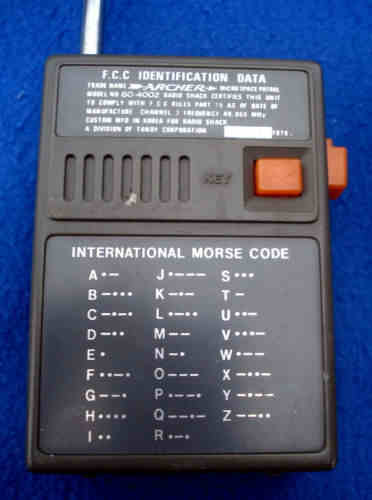 F.C.C IDENTIFICATION DATA
TRADE NAME ARCHER MICRO SPACE PATROL
MODEL NO 60-4002 RADIO SHACK CERTIFIES THIS UNIT
TO COMPLY WITH F.C.C RULES PART 15 AS OF DATE OF
MANUFACTURE CHANNEL 14 FREQUENCY 49.860 MHz
CUSTOM MFD IN KOREA FOR RADIO SHACK
A DIVISION OF TANDY CORPORATION
KEY
INTERNATIONAL MORSE CODE
A •– J •––– S •••
B –••• K –•– T –
C –•–• L •–•• U ••–
D –•• M –– V •••–
E • N –• W •––
F ••–• O ––– X –••–
G ––• P •––• Y –•––
H •••• Q ––•– Z ––••
I •• R •–•